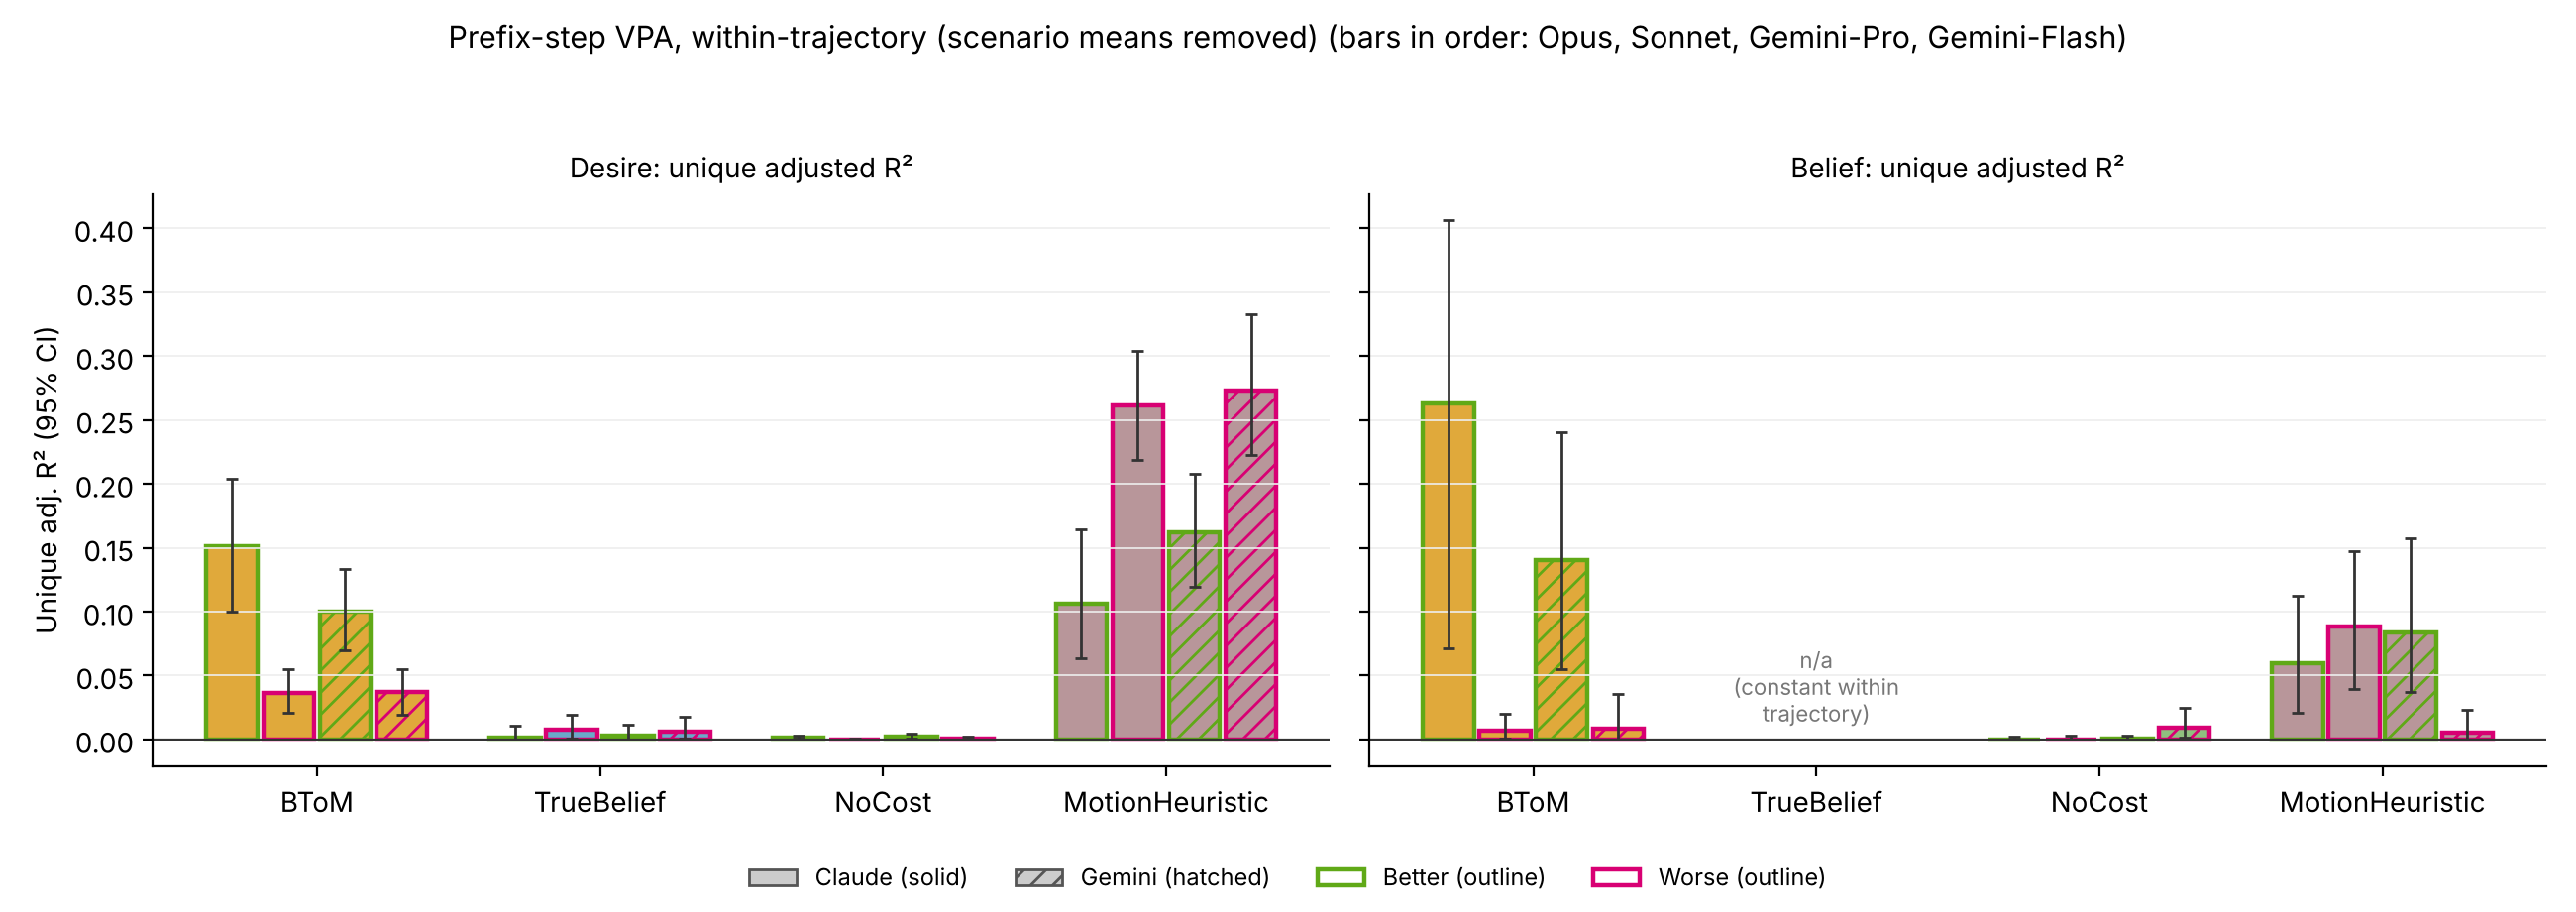 Prefix-step VPA, within-trajectory (scenario means removed) (bars in order: Opus, Sonnet, Gemini-Pro, Gemini-Flash)
Desire: unique adjusted R²
Belief: unique adjusted R²
Unique adj. R² (95% CI)
0.40
0.35
0.30
0.25
0.20
0.15
0.10
0.05
0.00
n/a
(constant within
trajectory)
BToM
TrueBelief
NoCost
MotionHeuristic
BToM
TrueBelief
NoCost
MotionHeuristic
Claude (solid)
Gemini (hatched)
Better (outline)
Worse (outline)